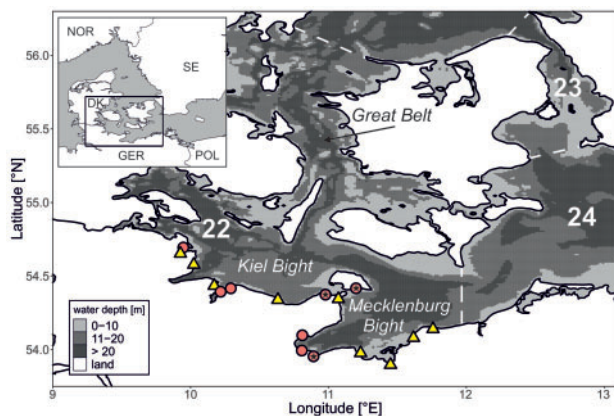 NOR
SE
DK
GER
POL
56.0
55.5
55.0
54.5
54.0
Latitude [°N]
23
Great Belt
22
24
Kiel Bight
Mecklenburg
Bight
water depth [m]
0−10
11−20
> 20
land
9
10
11
12
13
Longitude [°E]